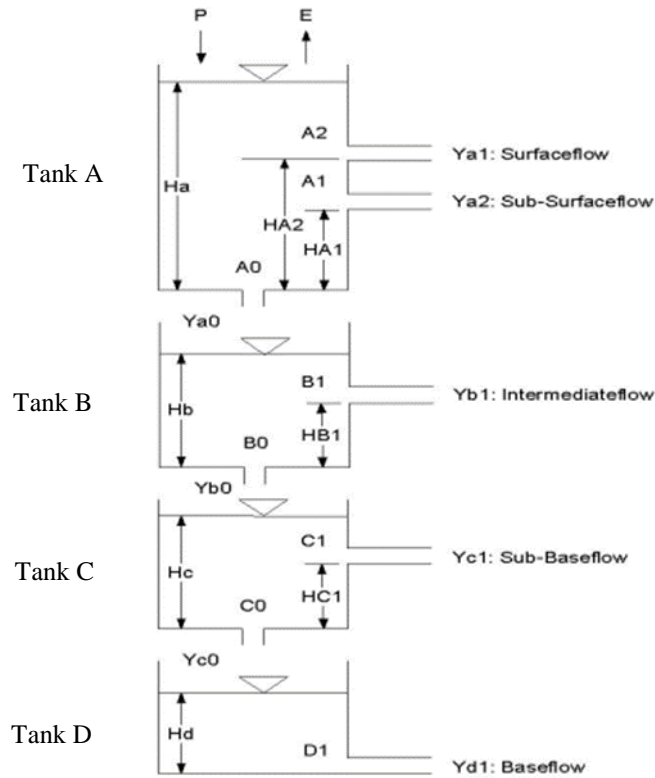 P E
Tank A
Ha
A2
Ya1: Surfaceflow
A1
Ya2: Sub-Surfaceflow
HA2
HA1
A0
Ya0
Tank B
Hb
B1
Yb1: Intermediateflow
HB1
B0
Yb0
Tank C
Hc
C1
Yc1: Sub-Baseflow
HC1
C0
Yc0
Tank D
Hd
D1
Yd1: Baseflow